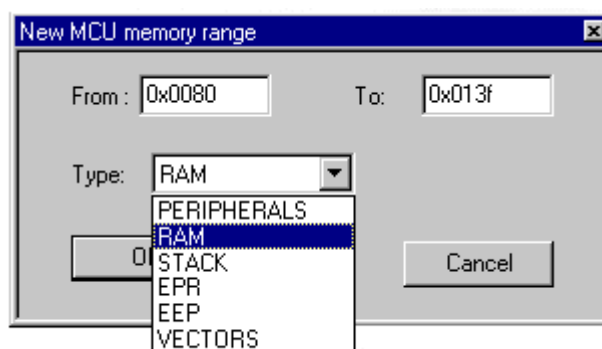 New MCU memory range
From : 0x0080 To: 0x013f
Type: RAM
PERIPHERALS
RAM
STACK
EPR
EEP
VECTORS
Cancel